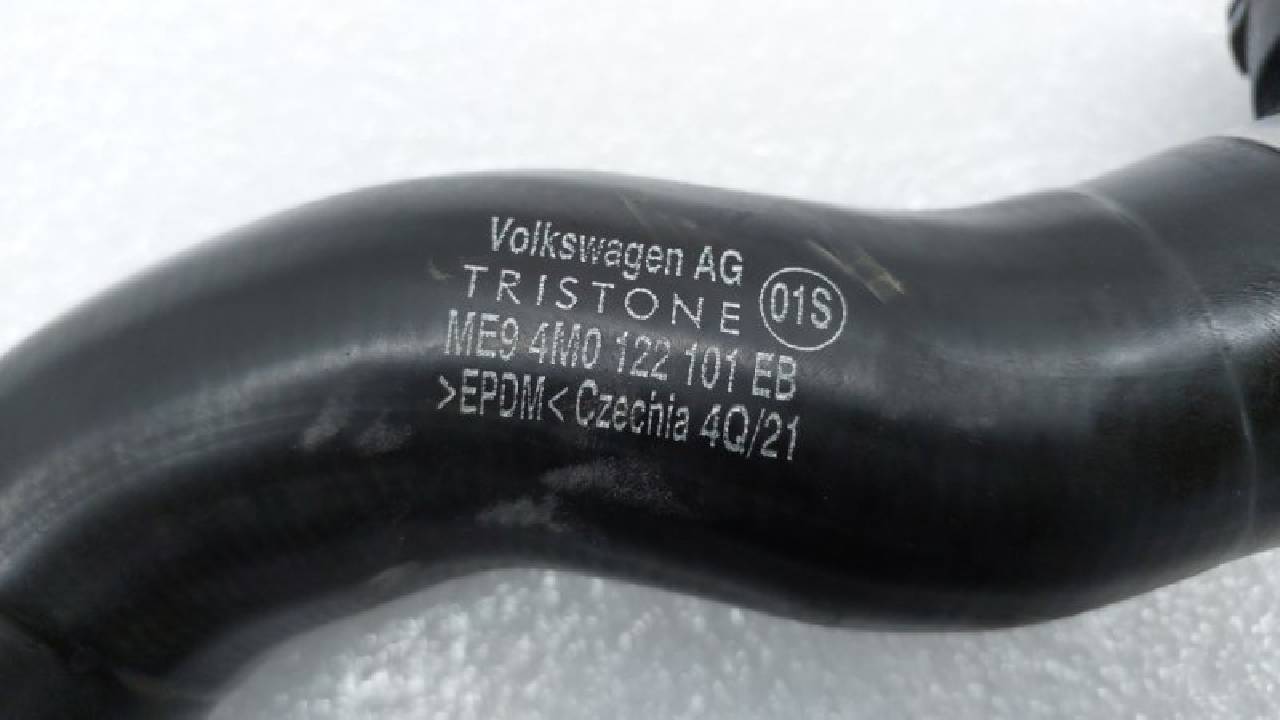 Volkswagen AG
TRISTONE 01S
ME9 4M0 122 101 EB
>EPDM< Czechia 4Q/21